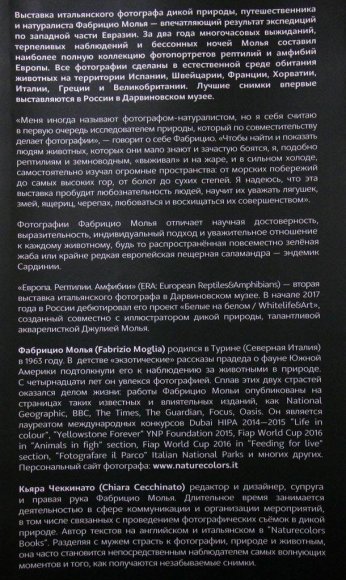 Выставка итальянского фотографа дикой природы, путешественника
и натуралиста Фабрицио Молья — впечатляющий результат экспедиций
по западной части Евразии. За два года многочасовых выжиданий,
терпеливых наблюдений и бессонных ночей Молья составил
наиболее полную коллекцию фотопортретов рептилий и амфибий
Европы. Все фотографии сделаны в естественной среде обитания
животных на территории Испании, Швейцарии, Франции, Хорватии,
Италии, Греции и Великобритании. Лучшие снимки впервые
выставляются в России в Дарвиновском музее.
«Меня иногда называют фотографом-натуралистом, но я себя считаю
в первую очередь исследователем природы, который по совместительству
делает фотографии», — говорит о себе Фабрицио. «Чтобы найти и показать
людям животных, которых они мало знают и зачастую боятся, я, подобно
рептилиям и земноводным, «выживал» и на жаре, и в сильном холоде,
самостоятельно изучал огромные пространства: от морских побережий
до самых высоких гор, от болот до сухих степей. Я надеюсь, что эта
выставка пробудит любознательность людей, научит их уважать лягушек,
змей, ящериц, черепах, любоваться и восхищаться их совершенством».
Фотографии Фабрицио Молья отличает научная достоверность,
выразительность, индивидуальный подход и уважительное отношение
к каждому животному, будь то распространённая повсеместно зелёная
жаба или крайне редкая европейская пещерная саламандра — эндемик
Сардинии.
«Европа. Рептилии. Амфибии» (ERA: European Reptiles&Amphibians) — вторая
выставка итальянского фотографа в Дарвиновском музее. В начале 2017
года в России дебютировал его проект «Белые на белом / Whitelife&Art»,
созданный совместно с иллюстратором дикой природы, талантливой
акварелисткой Джулией Молья.
Фабрицио Молья (Fabrizio Moglia) родился в Турине (Северная Италия)
в 1963 году. В детстве «экзотические» рассказы прадеда о фауне Южной
Америки подтолкнули его к наблюдению за животными в природе.
С четырнадцати лет он увлекся фотографией. Сплав этих двух страстей
оказался делом жизни. Работы Фабрицио Молья опубликованы на
страницах таких известных и влиятельных изданий, как National
Geographic, BBC, The Times, The Guardian, Focus, Oasis. Он является
лауреатом международных конкурсов Dubai HIPA 2014—2015 "Life in
colour", "Yellowstone Forever" YNP Foundation 2015, Fiap World Cup 2016
in "Animals in figh" section, Fiap World Cup 2016 in "Feeding for live"
section, "Fotografare il Parco" Italian National Parks и многих других.
Персональный сайт фотографа: www.naturecolors.it
Кьяра Чеккинато (Chiara Cecchinato) редактор и дизайнер, супруга
и правая рука Фабрицио Молья. Длительное время занимается
деятельностью в сфере коммуникации и организации мероприятий,
в том числе связанных с проведением фотографических съёмок в дикой
природе. Автор текстов на английском и итальянском в "Naturecolors
Books". Разделяя с мужем страсть к фотографии, природе и животным,
она часто становится непосредственным наблюдателем самых волнующих
моментов и того, как получаются незабываемые снимки.